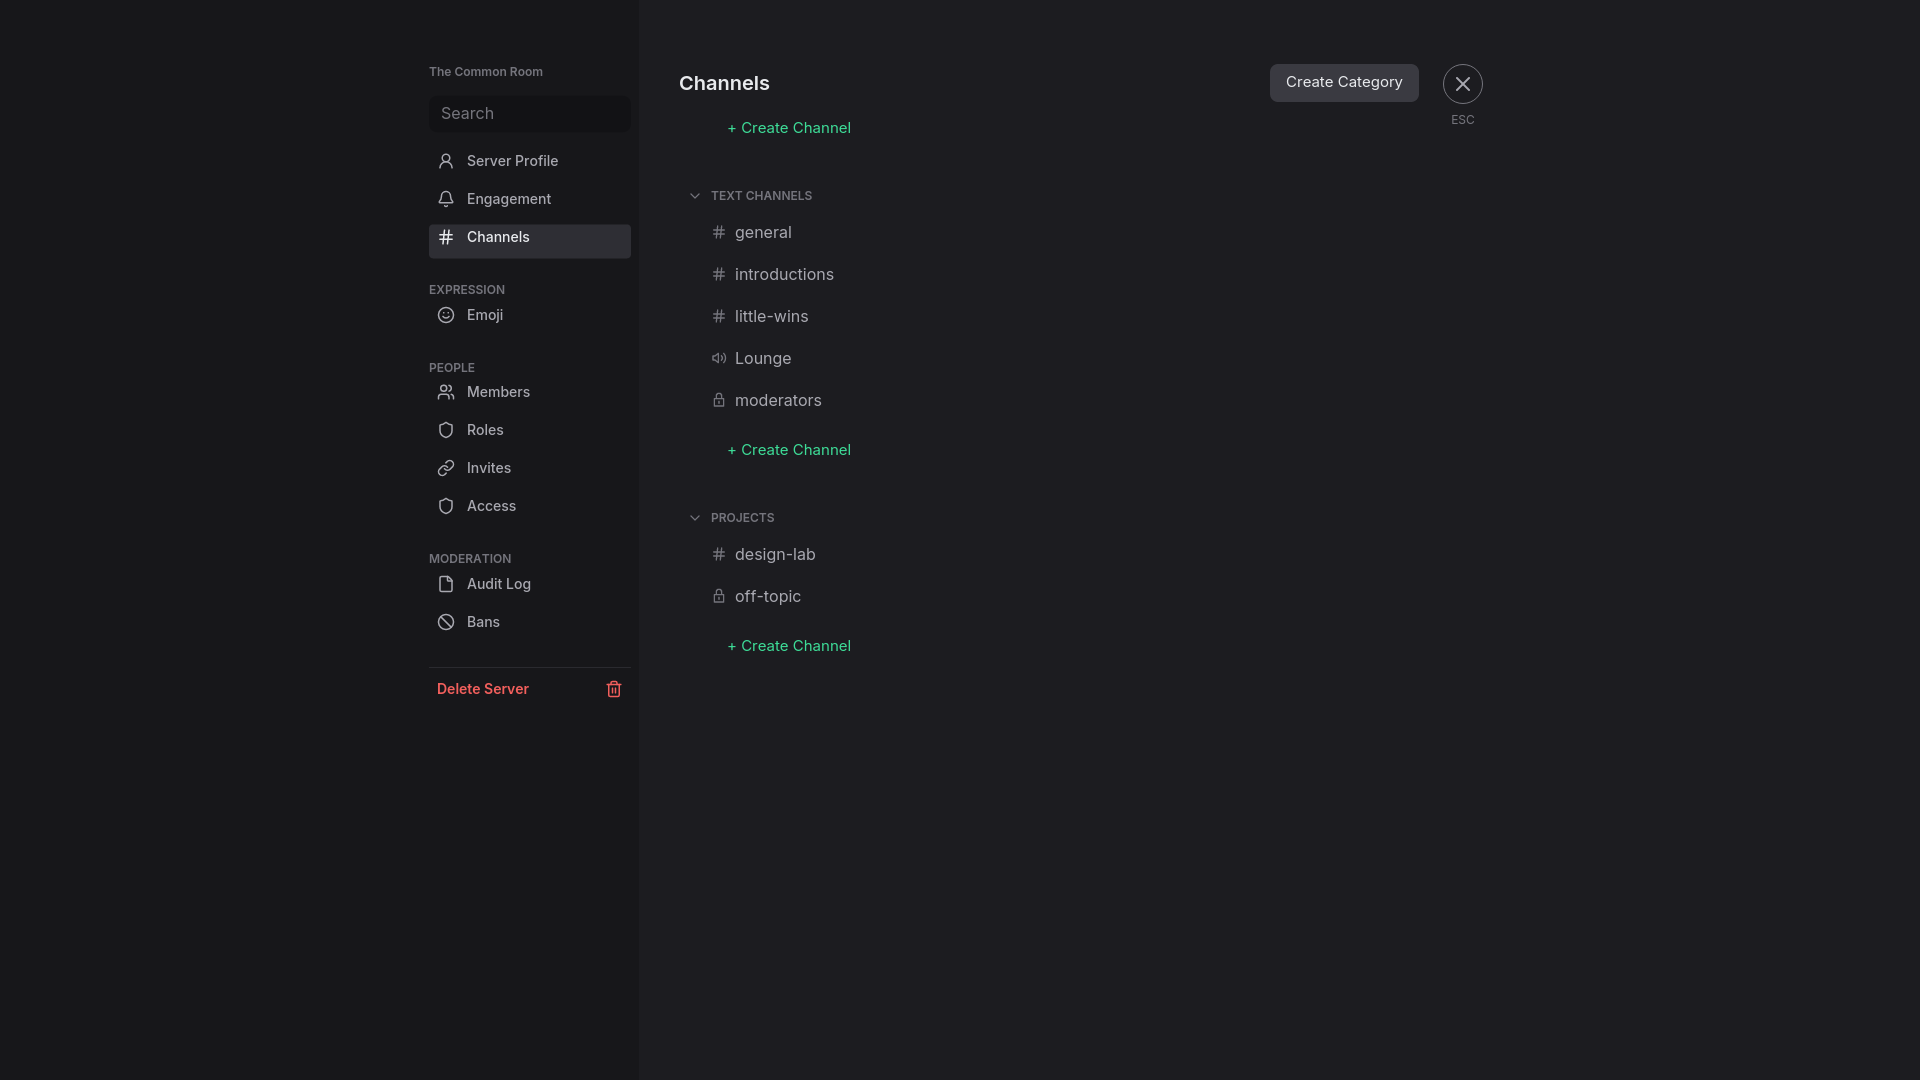 The Common Room
Search
Server Profile
Engagement
Channels
EXPRESSION
Emoji
PEOPLE
Members
Roles
Invites
Access
MODERATION
Audit Log
Bans
Delete Server
Channels
Create Category
ESC
+ Create Channel
TEXT CHANNELS
general
introductions
little-wins
Lounge
moderators
+ Create Channel
PROJECTS
design-lab
off-topic
+ Create Channel